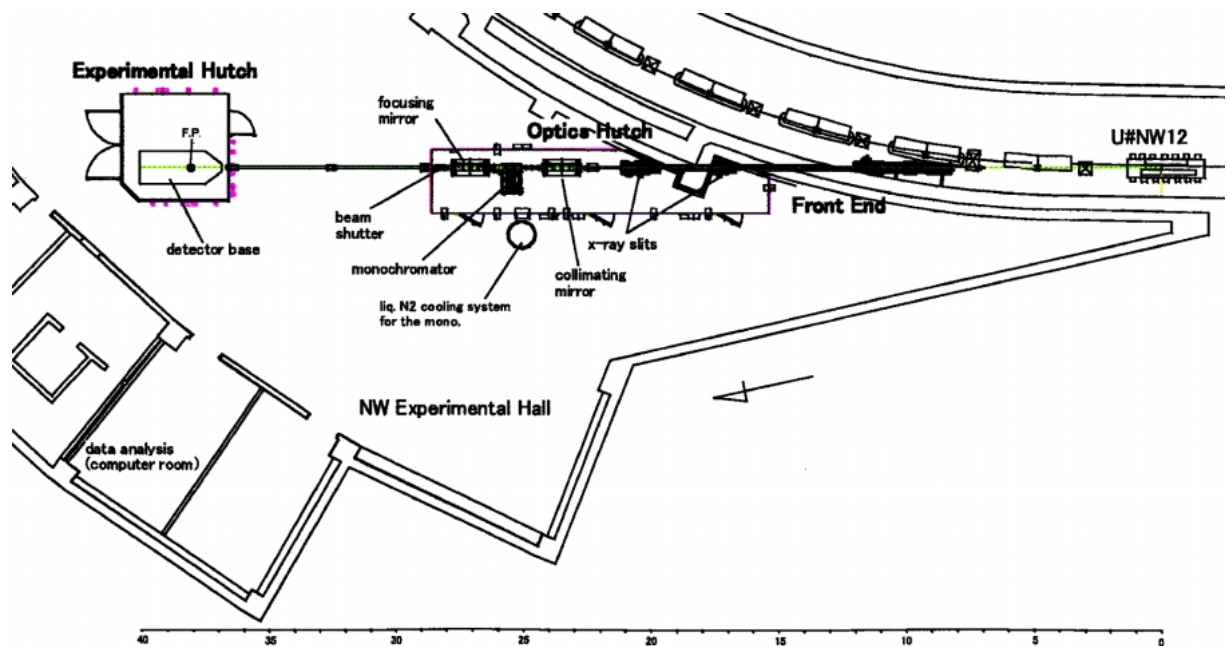 Experimental Hutch
focusing
mirror
F.P.
Optics Hutch
U#NW12
beam
shutter
Front End
detector base
monochromator
x-ray slits
collimating
mirror
liq. N2 cooling system
for the mono.
NW Experimental Hall
data analysis
(computer room)
40 35 30 25 20 15 10 5 0